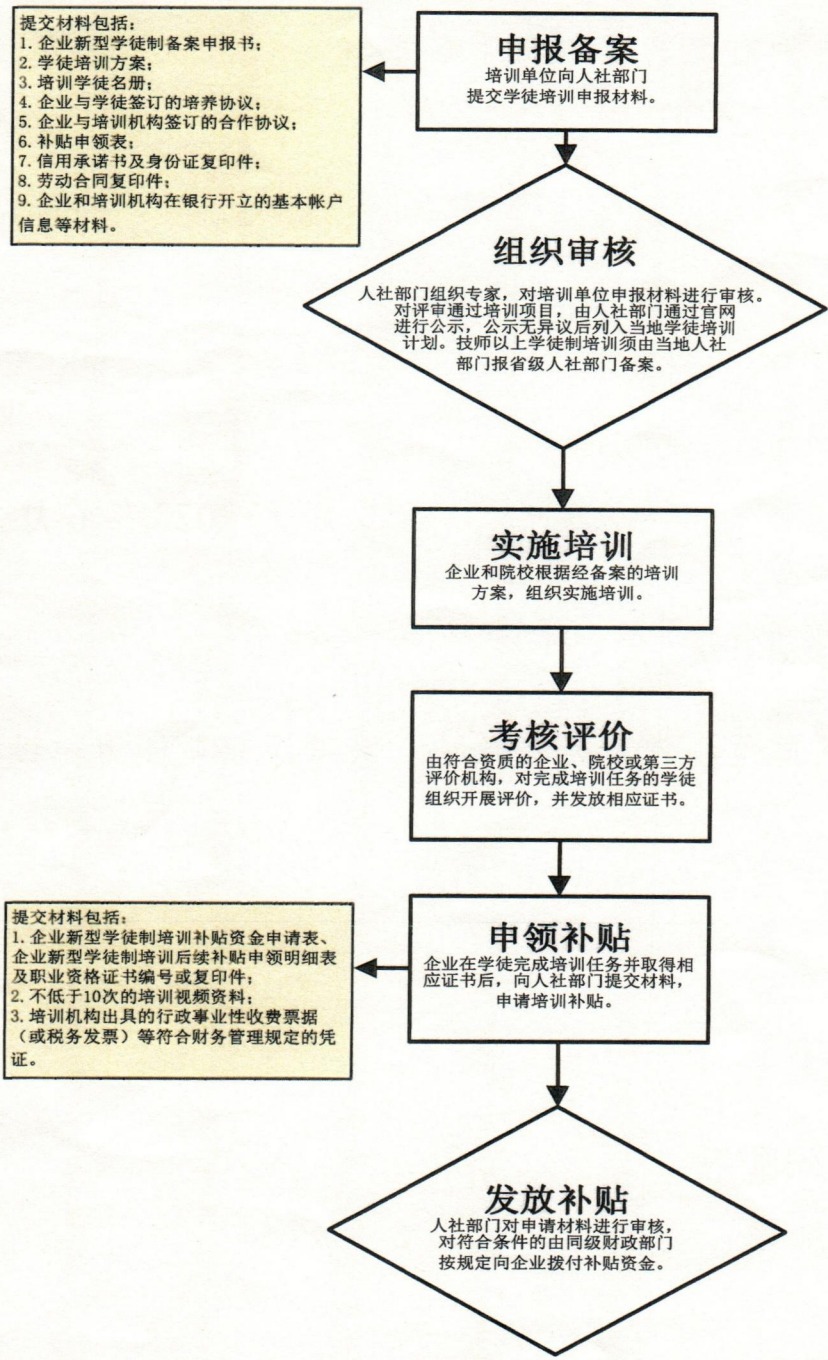 提交材料包括：
1. 企业新型学徒制备案申报书；
2. 学徒培训方案；
3. 培训学徒名册；
4. 企业与学徒签订的培养协议；
5. 企业与培训机构签订的合作协议；
6. 补贴申领表；
7. 信用承诺书及身份证复印件；
8. 劳动合同复印件；
9. 企业和培训机构在银行开立的基本帐户
信息等材料。
申报备案
培训单位向人社部门
提交学徒培训申报材料。
组织审核
人社部门组织专家，对培训单位申报材料进行审核。
对评审通过培训项目，由人社部门通过官网
进行公示，公示无异议后列入当地学徒培训
计划。技师以上学徒制培训须由当地人社
部门报省级人社部门备案。
实施培训
企业和院校根据经备案的培训
方案，组织实施培训。
考核评价
由符合资质的企业、院校或第三方
评价机构，对完成培训任务的学徒
组织开展评价，并发放相应证书。
提交材料包括：
1. 企业新型学徒制培训补贴资金申请表、
企业新型学徒制培训后续补贴申领明细表
及职业资格证书编号或复印件；
2. 不低于10次的培训视频资料；
3. 培训机构出具的行政事业性收费票据
（或税务发票）等符合财务管理规定的凭
证。
申领补贴
企业在学徒完成培训任务并取得相
应证书后，向人社部门提交材料，
申请培训补贴。
发放补贴
人社部门对申请材料进行审核，
对符合条件的由同级财政部门
按规定向企业拨付补贴资金。